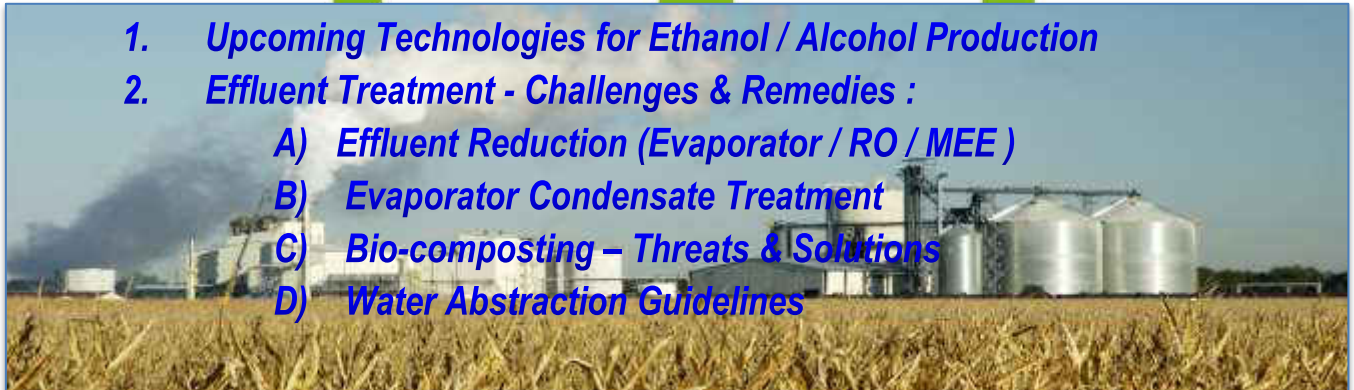 1. Upcoming Technologies for Ethanol / Alcohol Production
2. Effluent Treatment - Challenges & Remedies :
A) Effluent Reduction (Evaporator / RO / MEE )
B) Evaporator Condensate Treatment
C) Bio-composting – Threats & Solutions
D) Water Abstraction Guidelines